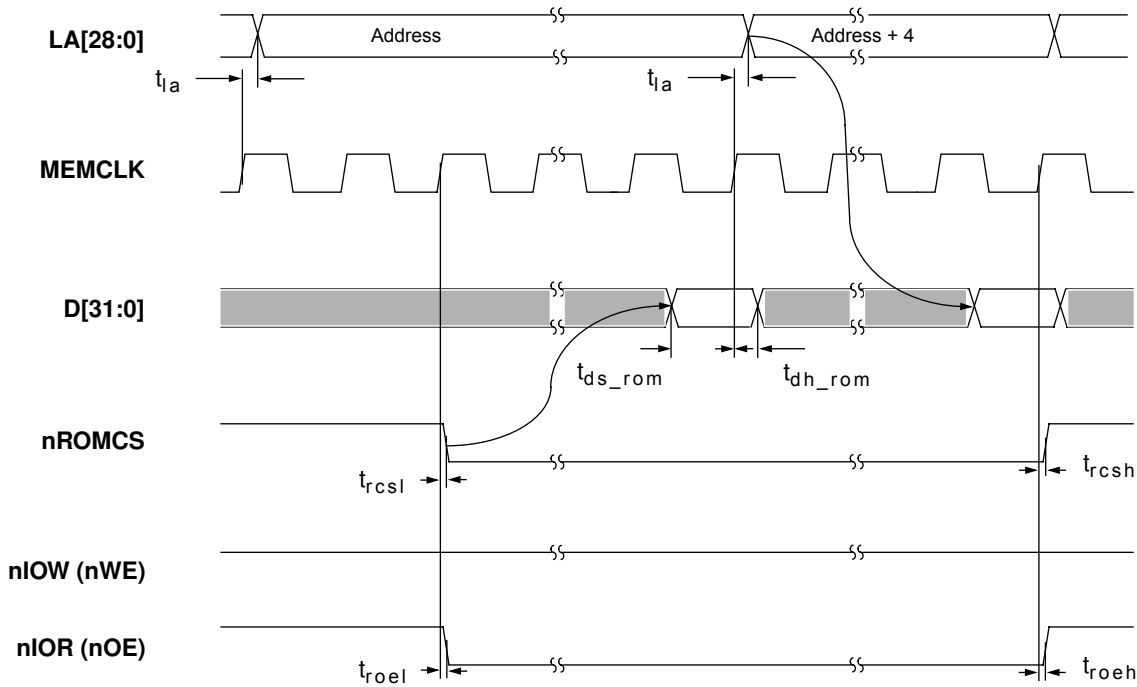 LA[28:0] Address Address + 4
t_la t_la
MEMCLK
D[31:0]
t_ds_rom t_dh_rom
nROMCS
t_rcsl t_rcsh
nIOW (nWE)
nIOR (nOE)
t_roel t_roeh